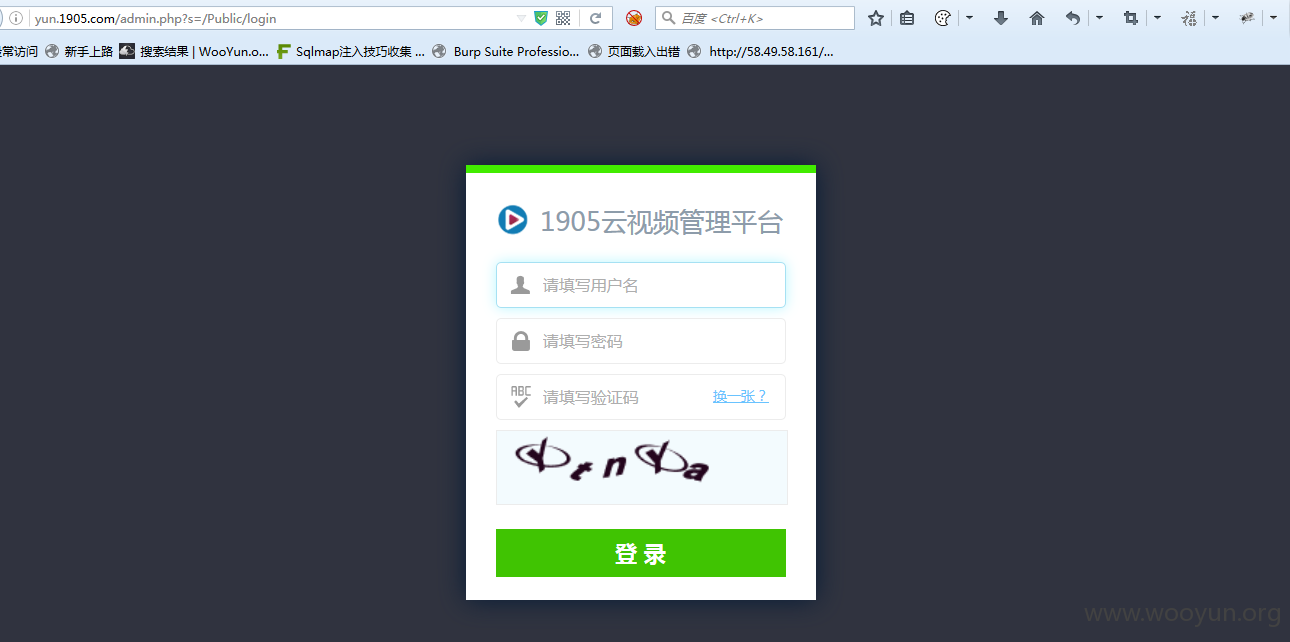 yun.1905.com/admin.php?s=/Public/login
百度 <Ctrl+K>
常访问 新手上路 搜索结果 | WooYun.o... Sqlmap注入技巧收集 ... Burp Suite Professio... 页面载入出错 http://58.49.58.161/...
1905云视频管理平台
请填写用户名
请填写密码
ABC 请填写验证码 换一张？
登 录
www.wooyun.org